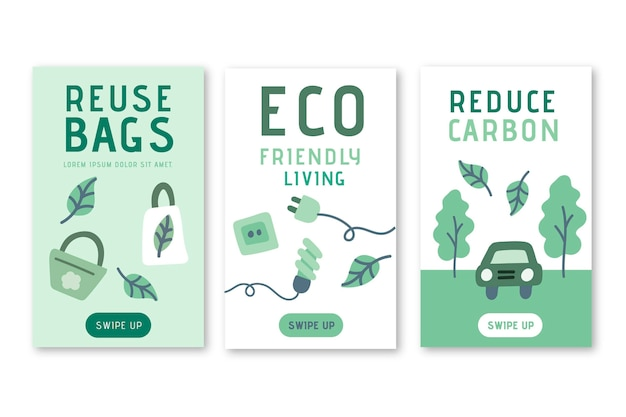 REUSE
BAGS
LOREM IPSUM DOLOR SIT AMET
SWIPE UP
ECO
FRIENDLY
LIVING
SWIPE UP
REDUCE
CARBON
SWIPE UP